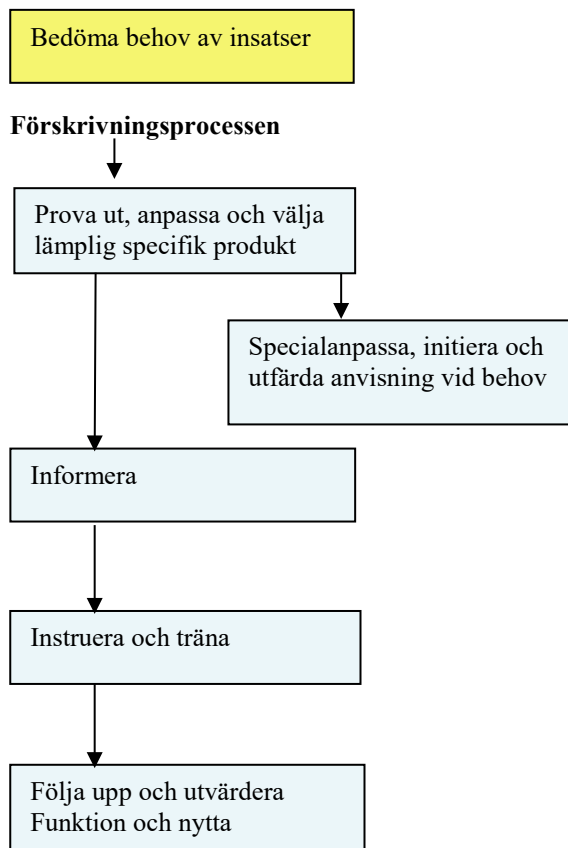 Bedöma behov av insatser
Förskrivningsprocessen
Prova ut, anpassa och välja
lämplig specifik produkt
Specialanpassa, initiera och
utfärda anvisning vid behov
Informera
Instruera och träna
Följa upp och utvärdera
Funktion och nytta